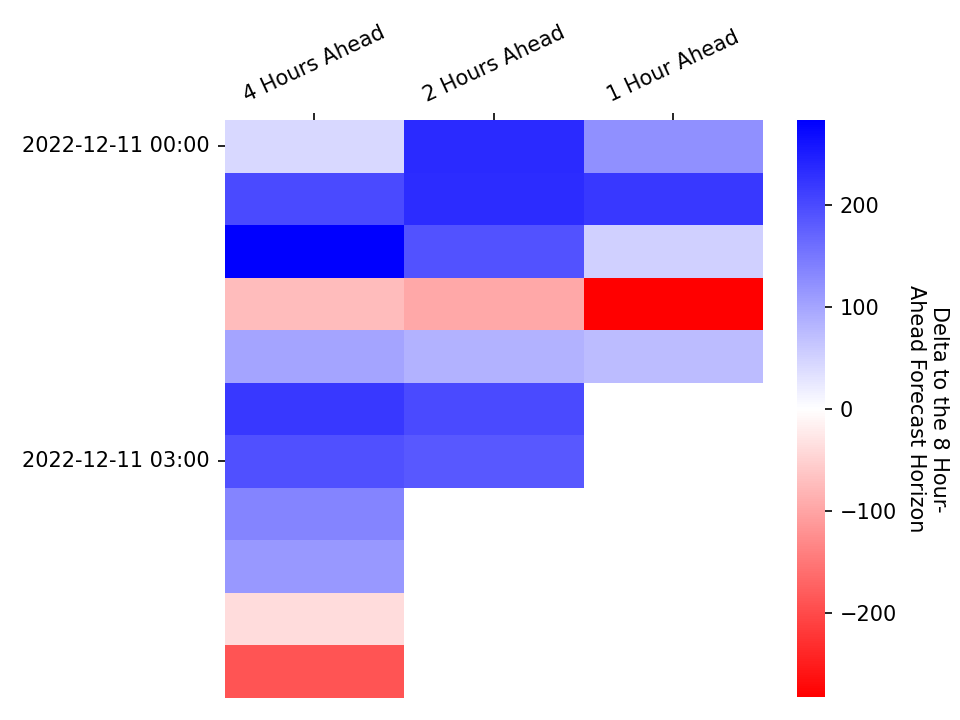 4 Hours Ahead
2 Hours Ahead
1 Hour Ahead
2022-12-11 00:00
2022-12-11 03:00
200
100
0
−100
−200
Delta to the 8 Hour-
Ahead Forecast Horizon